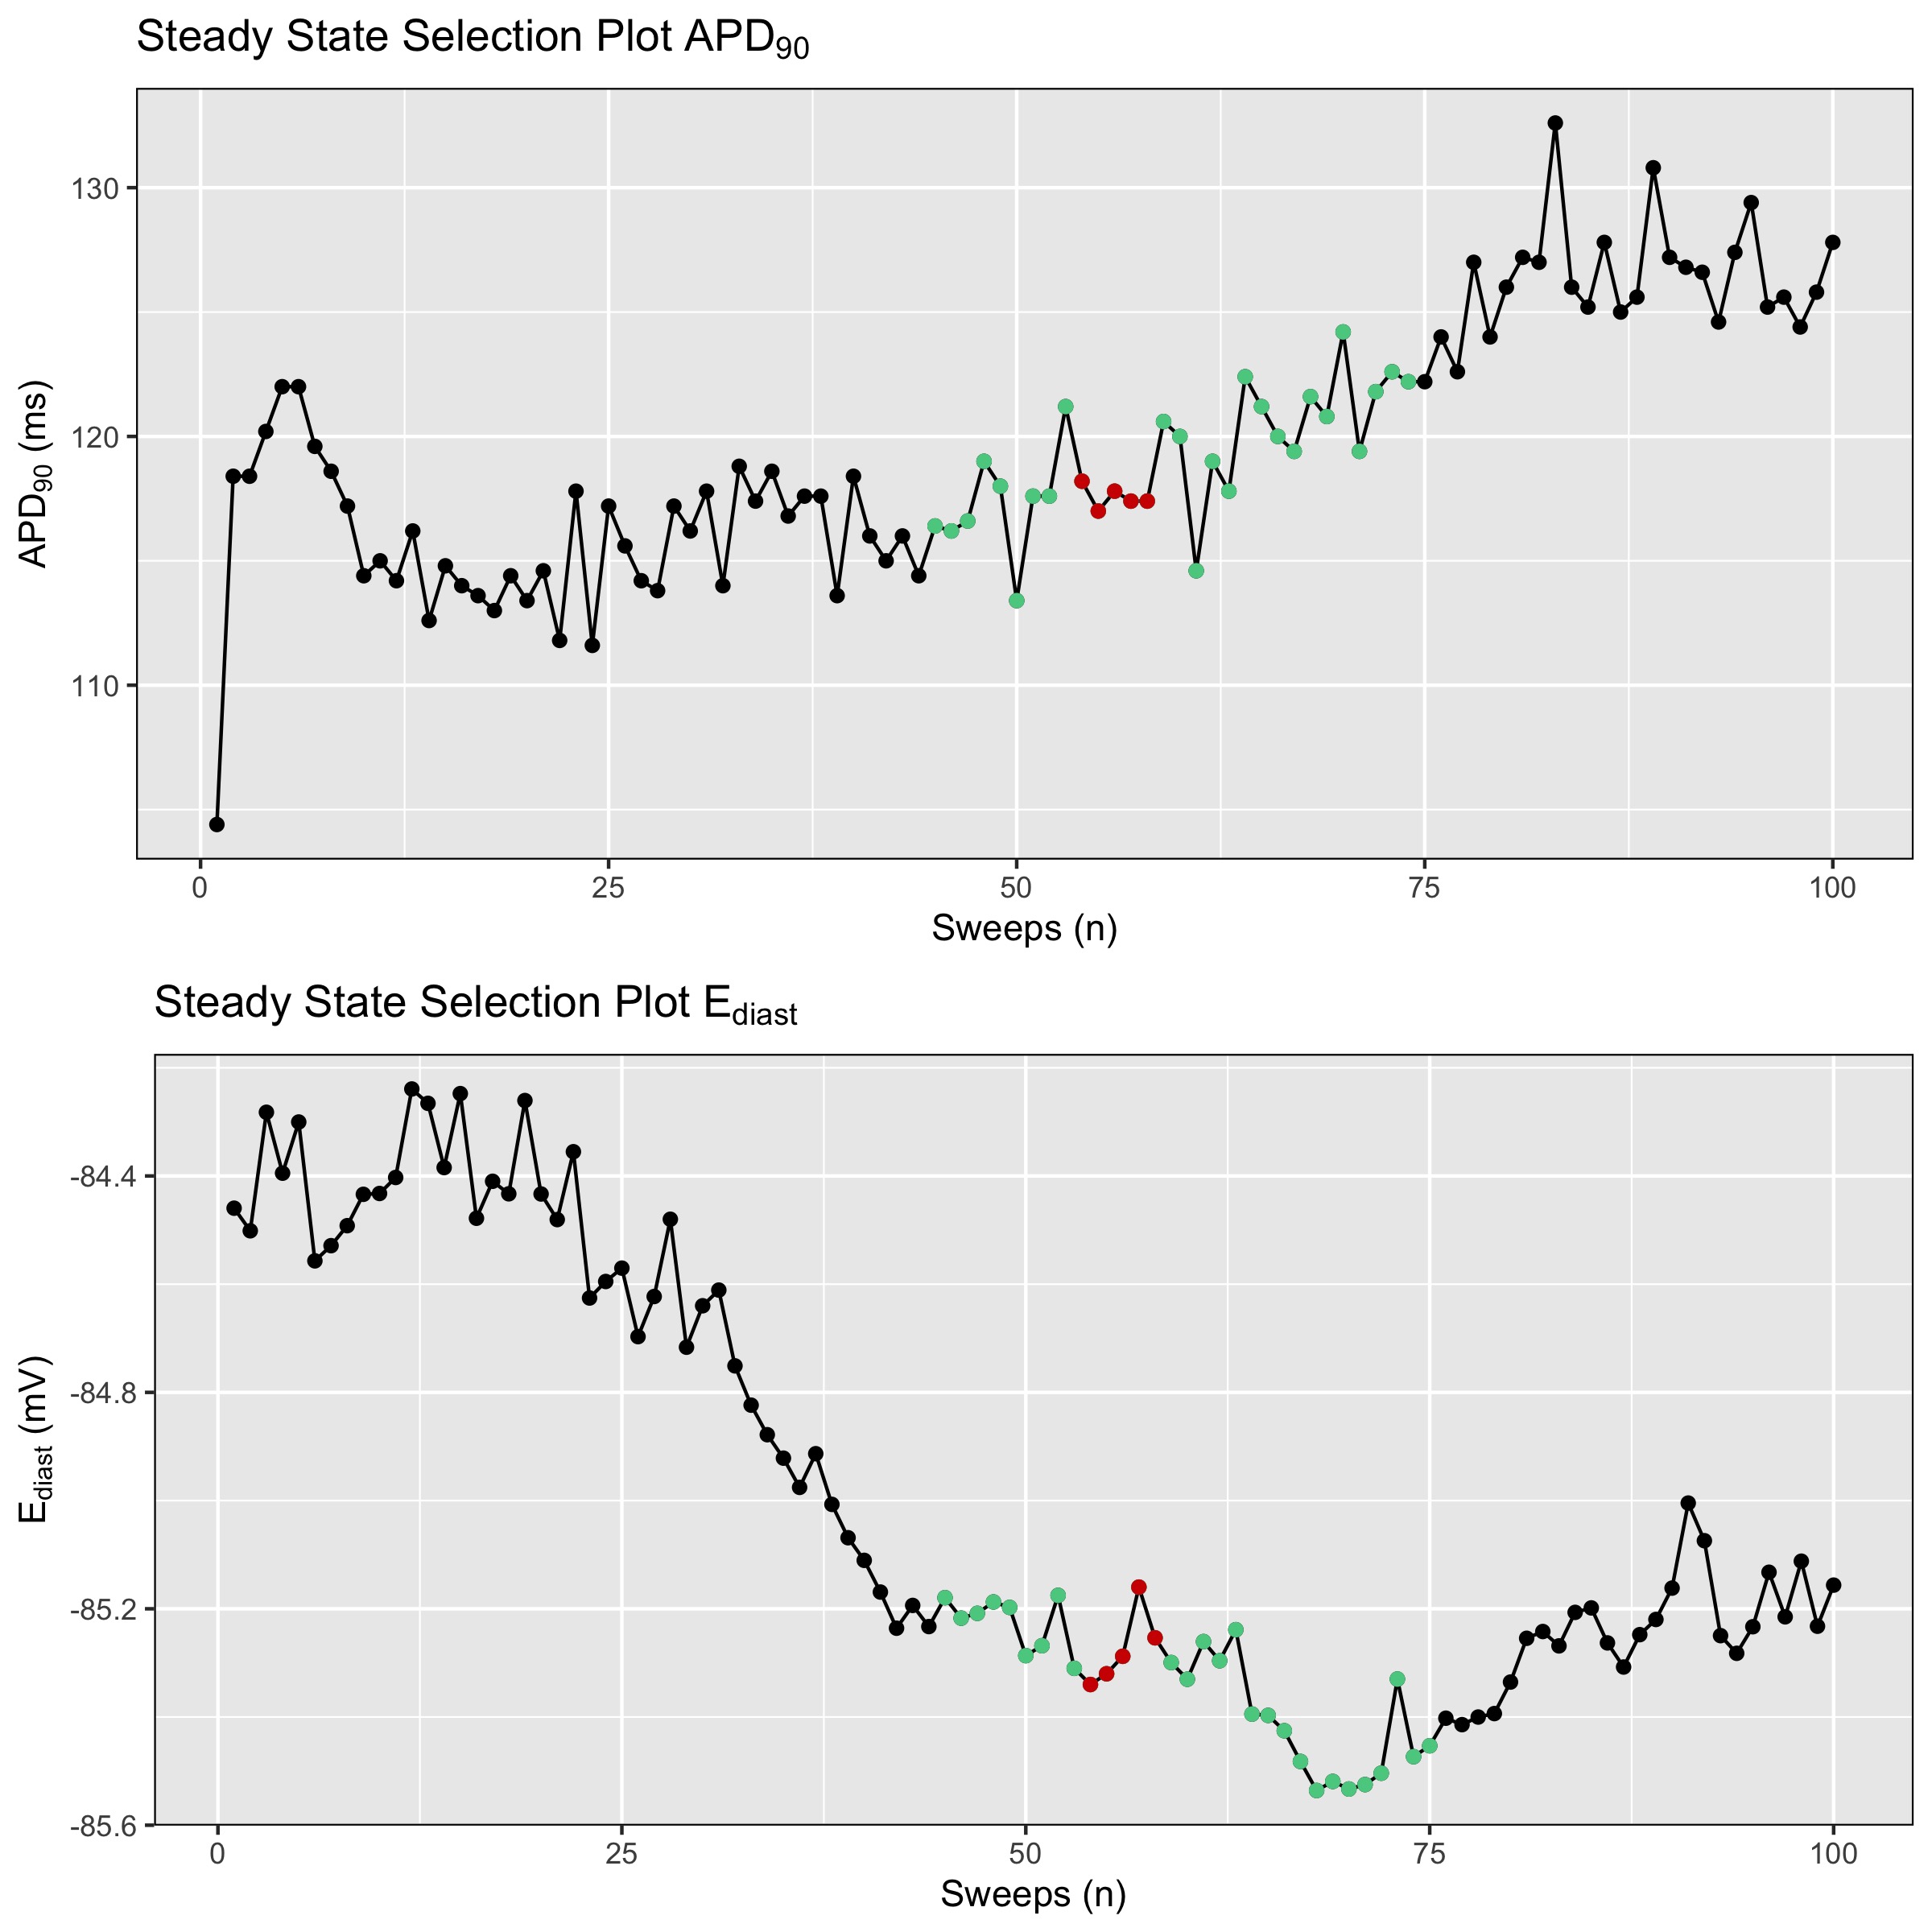 Steady State Selection Plot APD90
130
120
110
APD90 (ms)
0 25 50 75 100
Sweeps (n)
Steady State Selection Plot Ediast
-84.4
-84.8
-85.2
-85.6
Ediast (mV)
0 25 50 75 100
Sweeps (n)